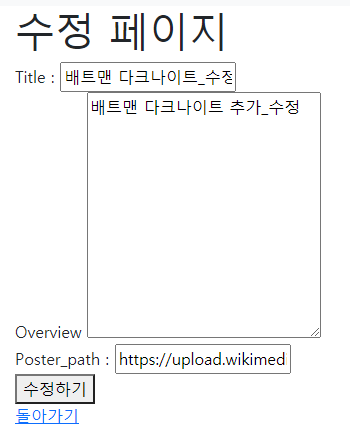 수정 페이지
Title : 배트맨 다크나이트_수정
배트맨 다크나이트 추가_수정
Overview
Poster_path : https://upload.wikimed
수정하기
돌아가기